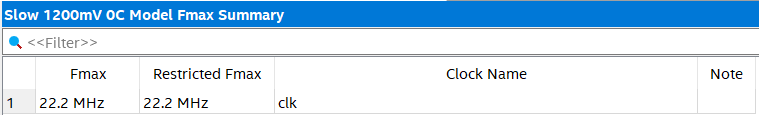 Slow 1200mV 0C Model Fmax Summary
<<Filter>>
Fmax Restricted Fmax Clock Name Note
1 22.2 MHz 22.2 MHz clk